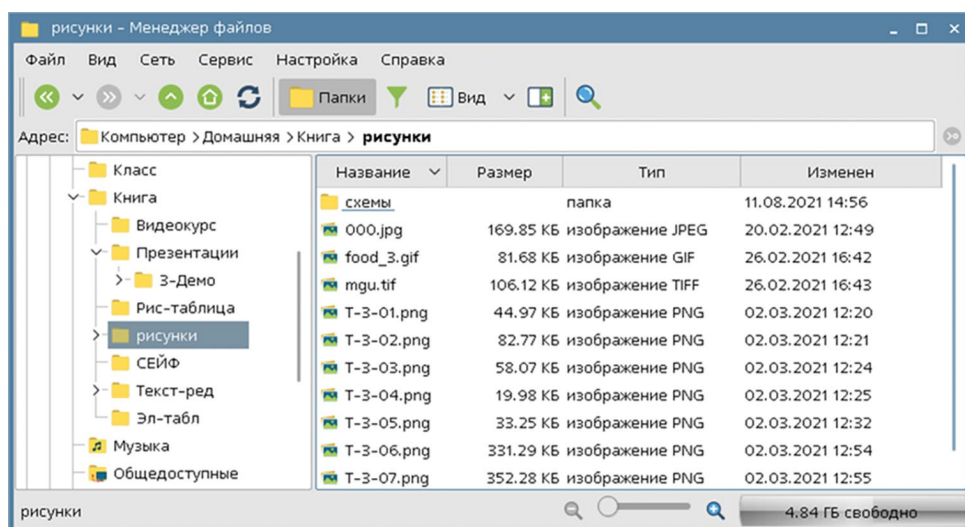 рисунки – Менеджер файлов
Файл Вид Сеть Сервис Настройка Справка
Папки Вид
Адрес: Компьютер > Домашняя > Книга > рисунки
Класс
Книга
Видеокурс
Презентации
3-Демо
Рис-таблица
рисунки
СЕЙФ
Текст-ред
Эл-табл
Музыка
Общедоступные
Название Размер Тип Изменен
схемы папка 11.08.2021 14:56
000.jpg 169.85 КБ изображение JPEG 20.02.2021 12:49
food_3.gif 81.68 КБ изображение GIF 26.02.2021 16:42
mgu.tif 106.12 КБ изображение TIFF 26.02.2021 16:43
T-3-01.png 44.97 КБ изображение PNG 02.03.2021 12:20
T-3-02.png 82.77 КБ изображение PNG 02.03.2021 12:21
T-3-03.png 58.07 КБ изображение PNG 02.03.2021 12:24
T-3-04.png 19.98 КБ изображение PNG 02.03.2021 12:25
T-3-05.png 33.25 КБ изображение PNG 02.03.2021 12:32
T-3-06.png 331.29 КБ изображение PNG 02.03.2021 12:54
T-3-07.png 352.28 КБ изображение PNG 02.03.2021 12:55
рисунки 4.84 ГБ свободно